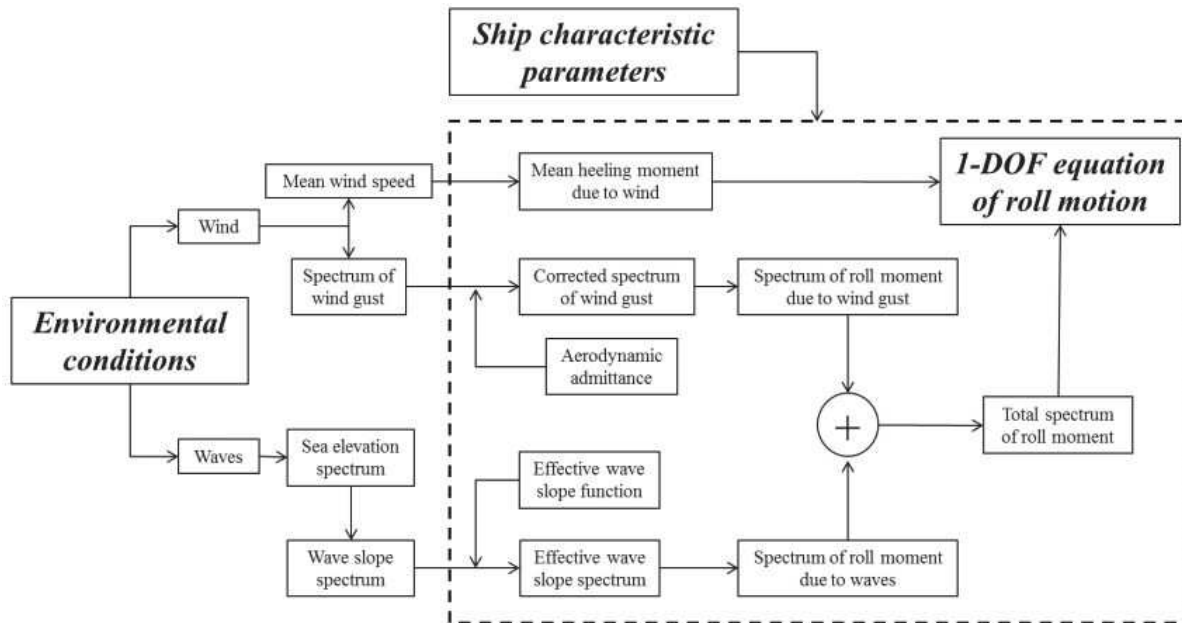 Ship characteristic
parameters
Mean wind speed
Mean heeling moment
due to wind
1-DOF equation
of roll motion
Wind
Spectrum of
wind gust
Corrected spectrum
of wind gust
Spectrum of roll moment
due to wind gust
Environmental
conditions
Aerodynamic
admittance
+
Total spectrum
of roll moment
Waves
Sea elevation
spectrum
Effective wave
slope function
Wave slope
spectrum
Effective wave
slope spectrum
Spectrum of roll moment
due to waves